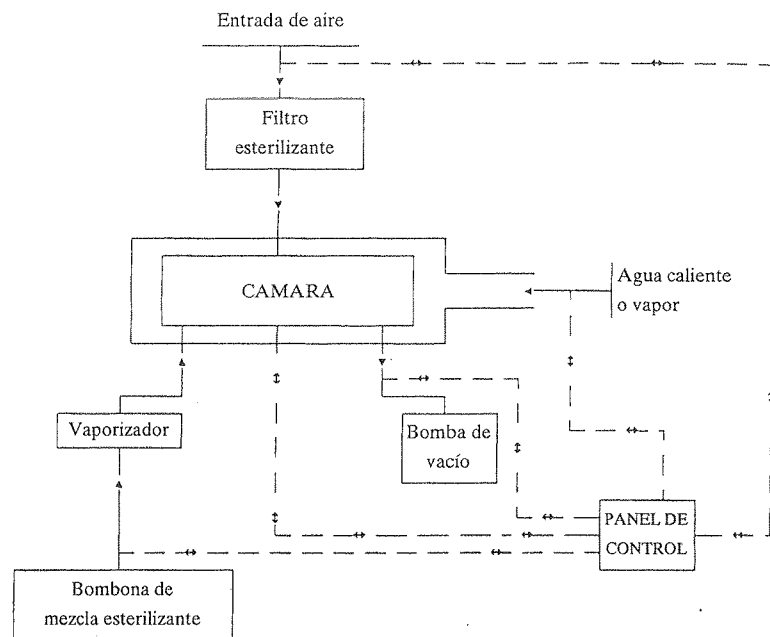 Entrada de aire
Filtro
esterilizante
CAMARA
Agua caliente
o vapor
Vaporizador
Bomba de
vacío
PANEL DE
CONTROL
Bombona de
mezcla esterilizante